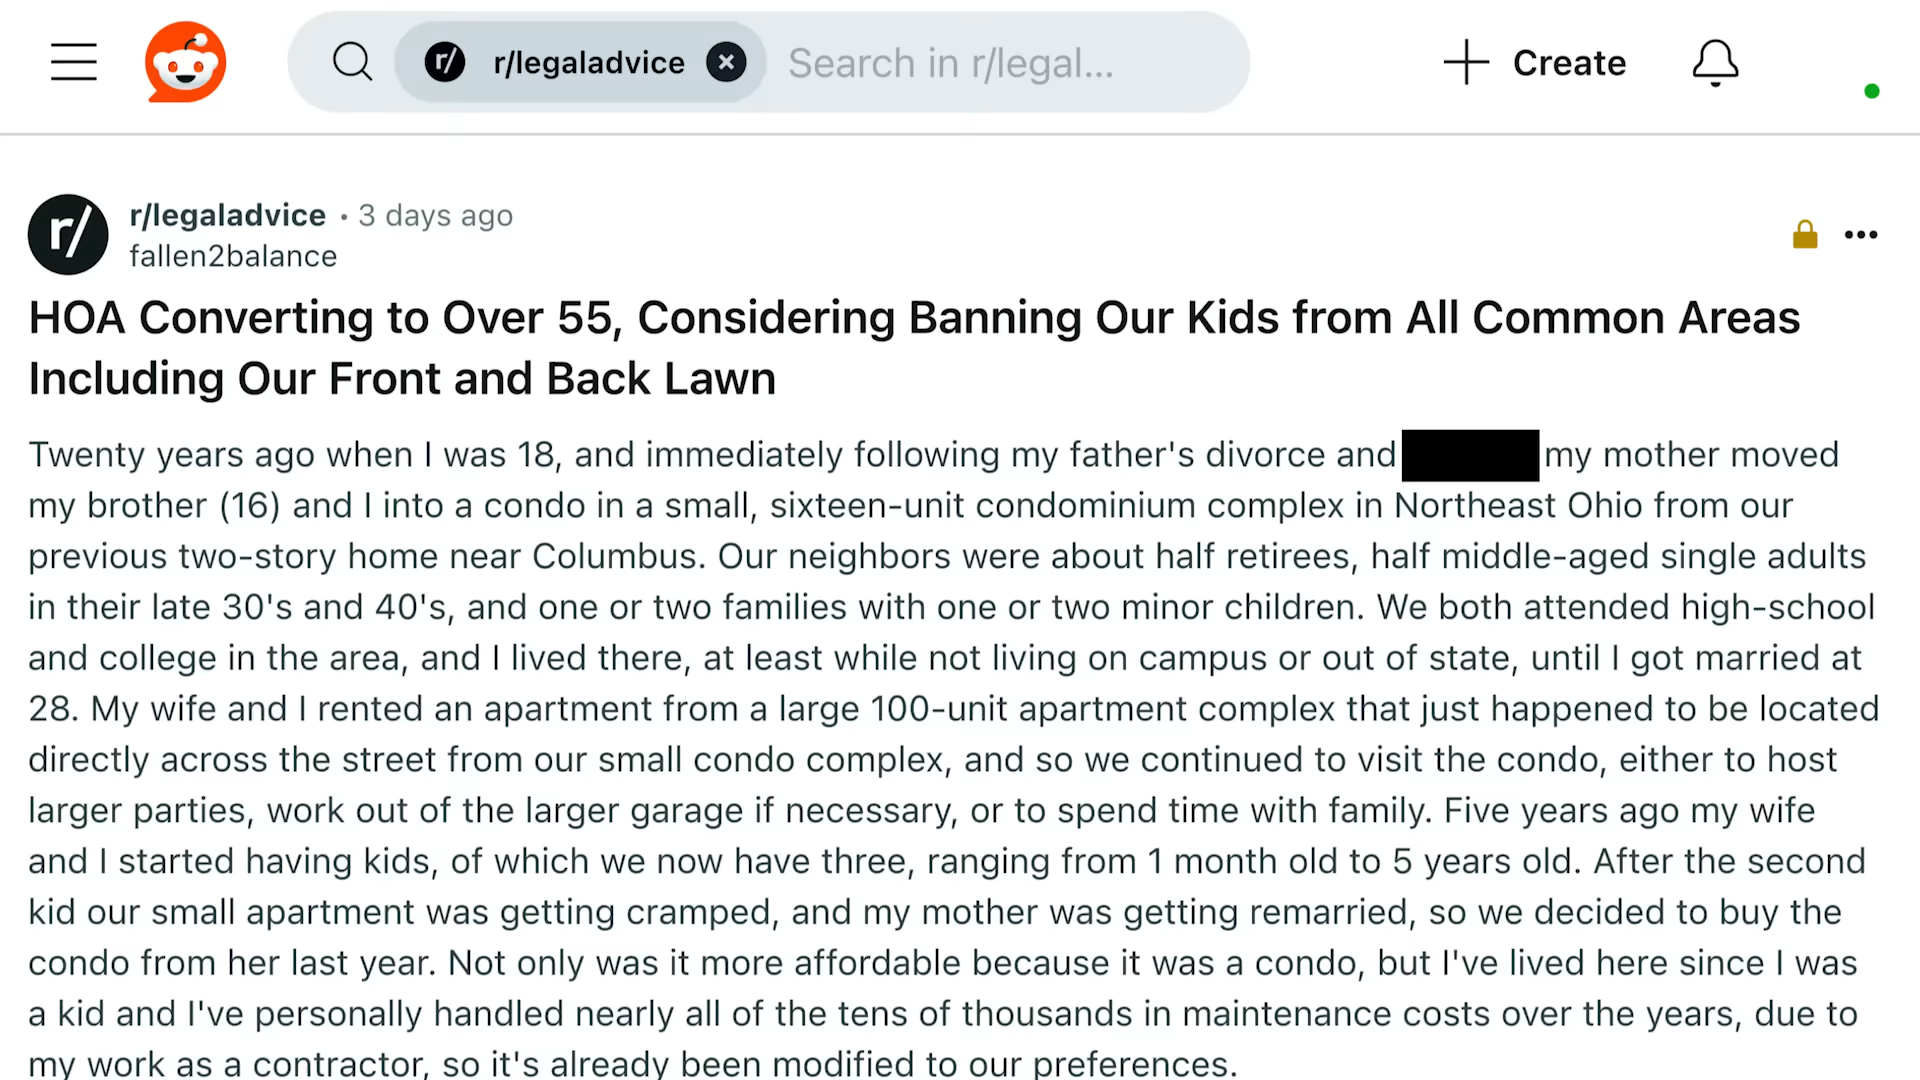 r/ r/legaladvice Search in r/legal... Create
r/ r/legaladvice • 3 days ago
fallen2balance
HOA Converting to Over 55, Considering Banning Our Kids from All Common Areas
Including Our Front and Back Lawn
Twenty years ago when I was 18, and immediately following my father's divorce and my mother moved
my brother (16) and I into a condo in a small, sixteen-unit condominium complex in Northeast Ohio from our
previous two-story home near Columbus. Our neighbors were about half retirees, half middle-aged single adults
in their late 30's and 40's, and one or two families with one or two minor children. We both attended high-school
and college in the area, and I lived there, at least while not living on campus or out of state, until I got married at
28. My wife and I rented an apartment from a large 100-unit apartment complex that just happened to be located
directly across the street from our small condo complex, and so we continued to visit the condo, either to host
larger parties, work out of the larger garage if necessary, or to spend time with family. Five years ago my wife
and I started having kids, of which we now have three, ranging from 1 month old to 5 years old. After the second
kid our small apartment was getting cramped, and my mother was getting remarried, so we decided to buy the
condo from her last year. Not only was it more affordable because it was a condo, but I've lived here since I was
a kid and I've personally handled nearly all of the tens of thousands in maintenance costs over the years, due to
my work as a contractor, so it's already been modified to our preferences.